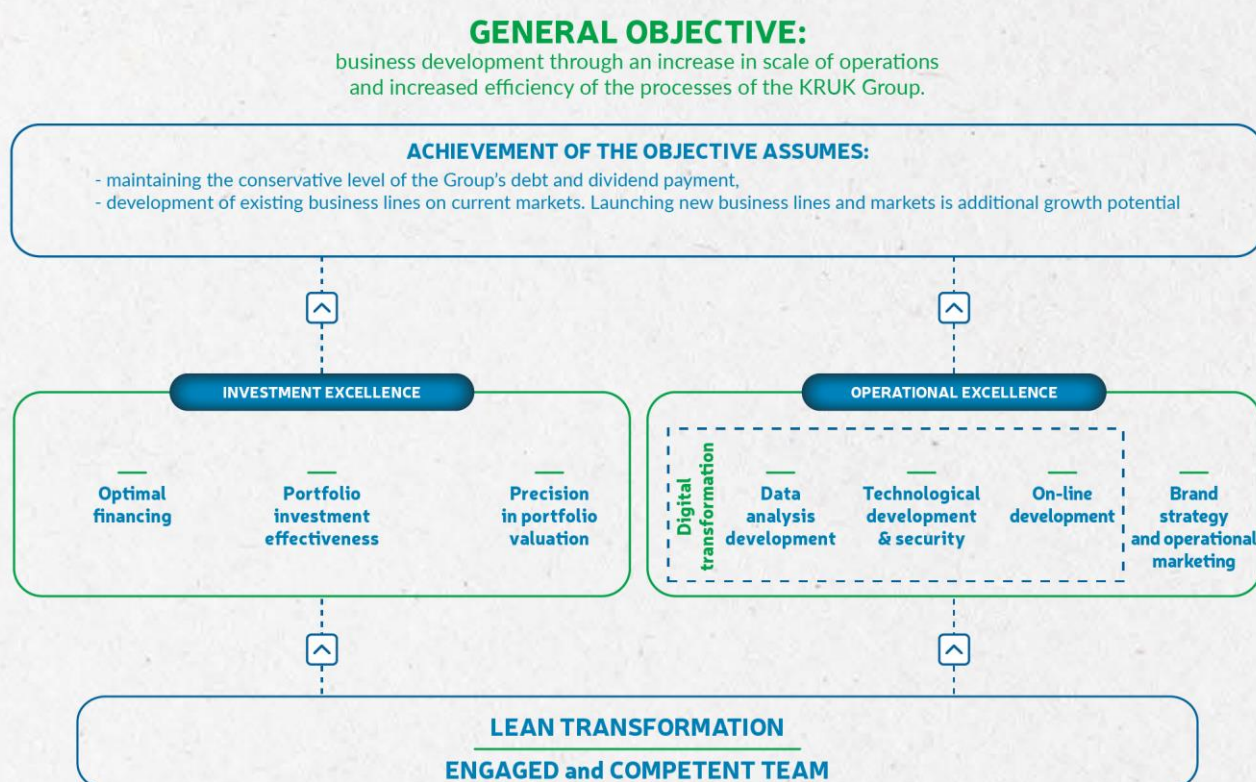 GENERAL OBJECTIVE:
business development through an increase in scale of operations
and increased efficiency of the processes of the KRUK Group.
ACHIEVEMENT OF THE OBJECTIVE ASSUMES:
- maintaining the conservative level of the Group's debt and dividend payment,
- development of existing business lines on current markets. Launching new business lines and markets is additional growth potential
INVESTMENT EXCELLENCE
Optimal
financing
Portfolio
investment
effectiveness
Precision
in portfolio
valuation
OPERATIONAL EXCELLENCE
Digital
transformation
Data
analysis
development
Technological
development
& security
On-line
development
Brand
strategy
and operational
marketing
LEAN TRANSFORMATION
ENGAGED and COMPETENT TEAM